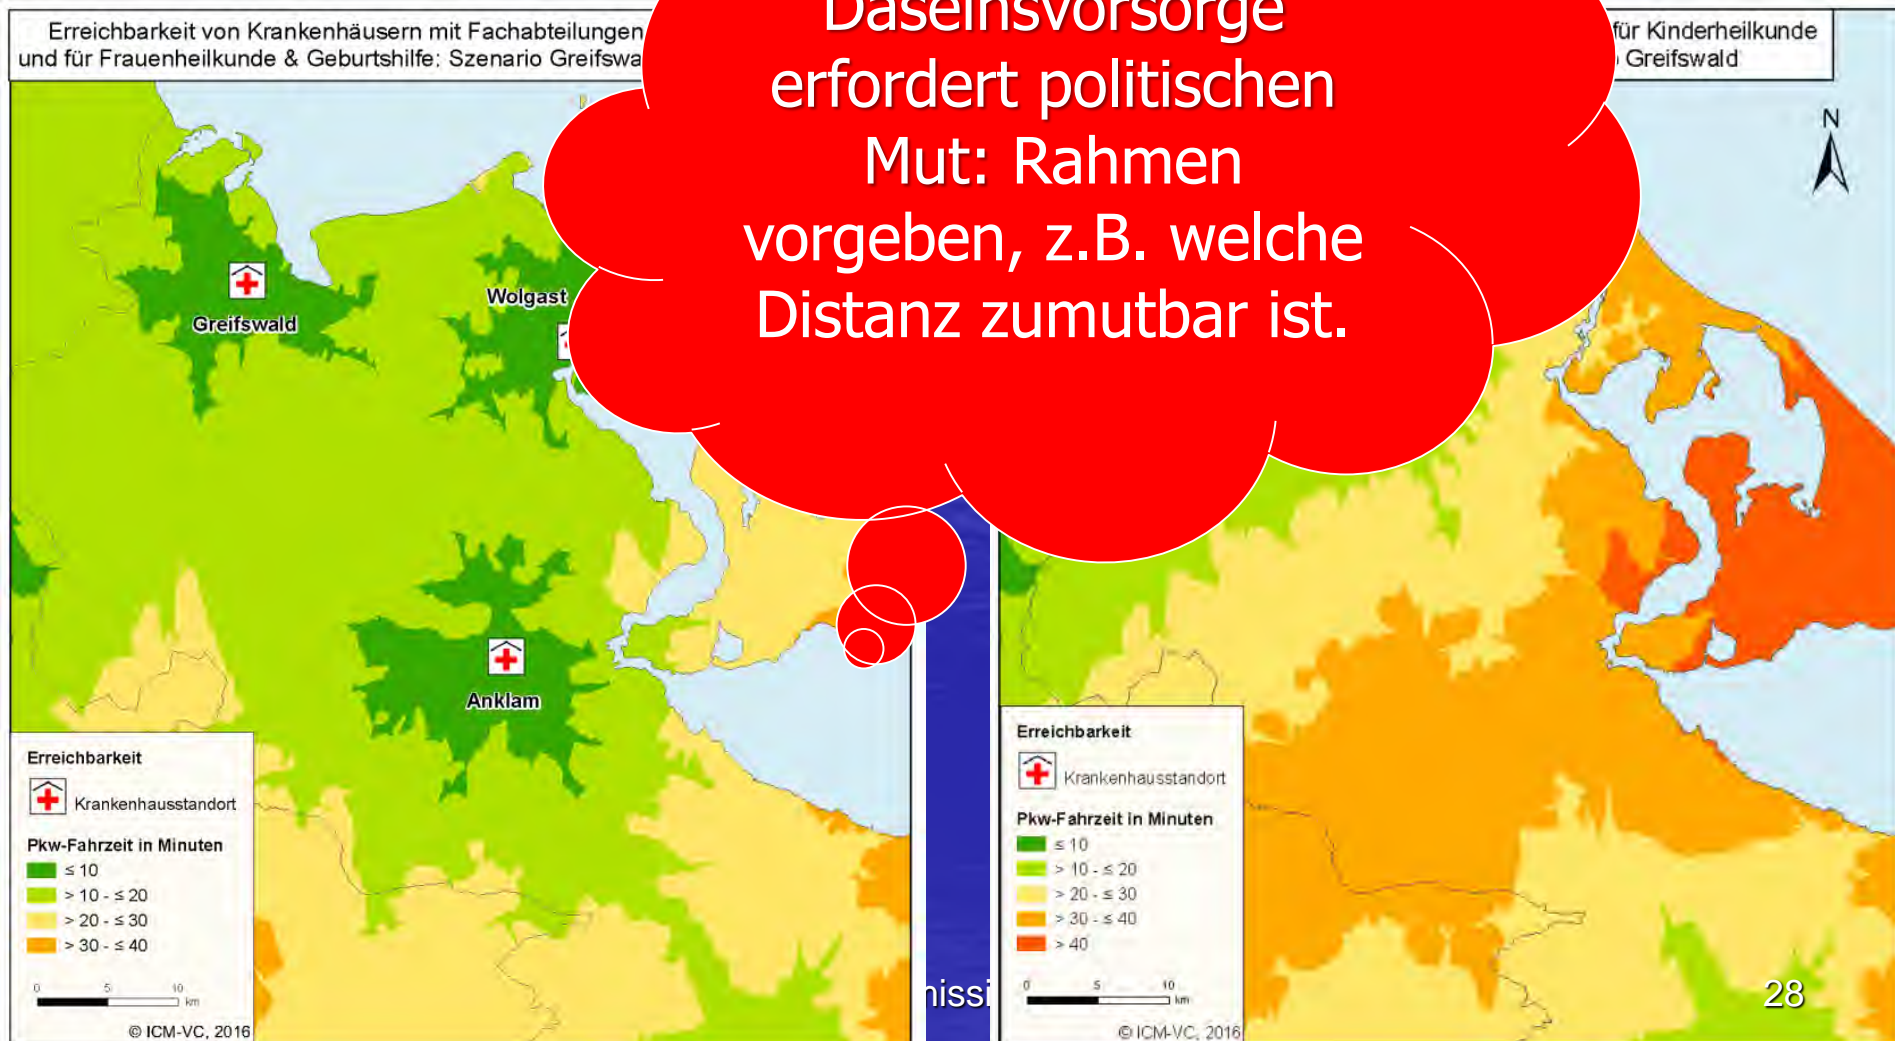 Erreichbarkeit von Krankenhäusern mit Fachabteilungen
und für Frauenheilkunde & Geburtshilfe: Szenario
für Kinderheilkunde
Greifswald
Daseinsvorsorge
erfordert politischen
Mut: Rahmen
vorgeben, z.B. welche
Distanz zumutbar ist.
N
Greifswald
Wolgast
Anklam
Erreichbarkeit
Krankenhausstandort
Pkw-Fahrzeit in Minuten
≤ 10
> 10 - ≤ 20
> 20 - ≤ 30
> 30 - ≤ 40
0 5 10
km
© ICM-VC, 2016
Erreichbarkeit
Krankenhausstandort
Pkw-Fahrzeit in Minuten
≤ 10
> 10 - ≤ 20
> 20 - ≤ 30
> 30 - ≤ 40
> 40
0 5 10
km
© ICM-VC, 2016
28